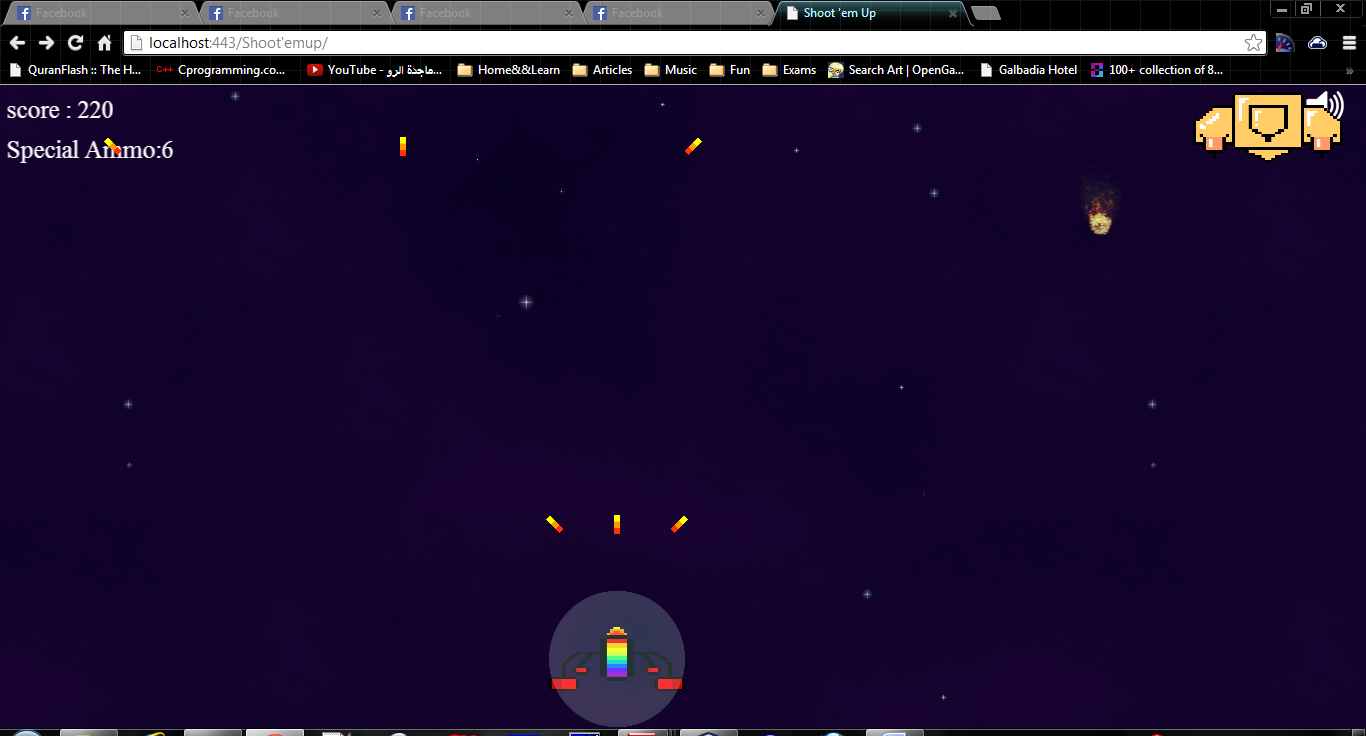 Facebook
Facebook
Facebook
Facebook
Shoot 'em Up
localhost:443/Shoot'emup/
QuranFlash :: The H...
Cprogramming.co...
YouTube - ماجدة الرو...
Home&&Learn
Articles
Music
Fun
Exams
Search Art | OpenGa...
Galbadia Hotel
100+ collection of 8...
score : 220
Special Ammo:6